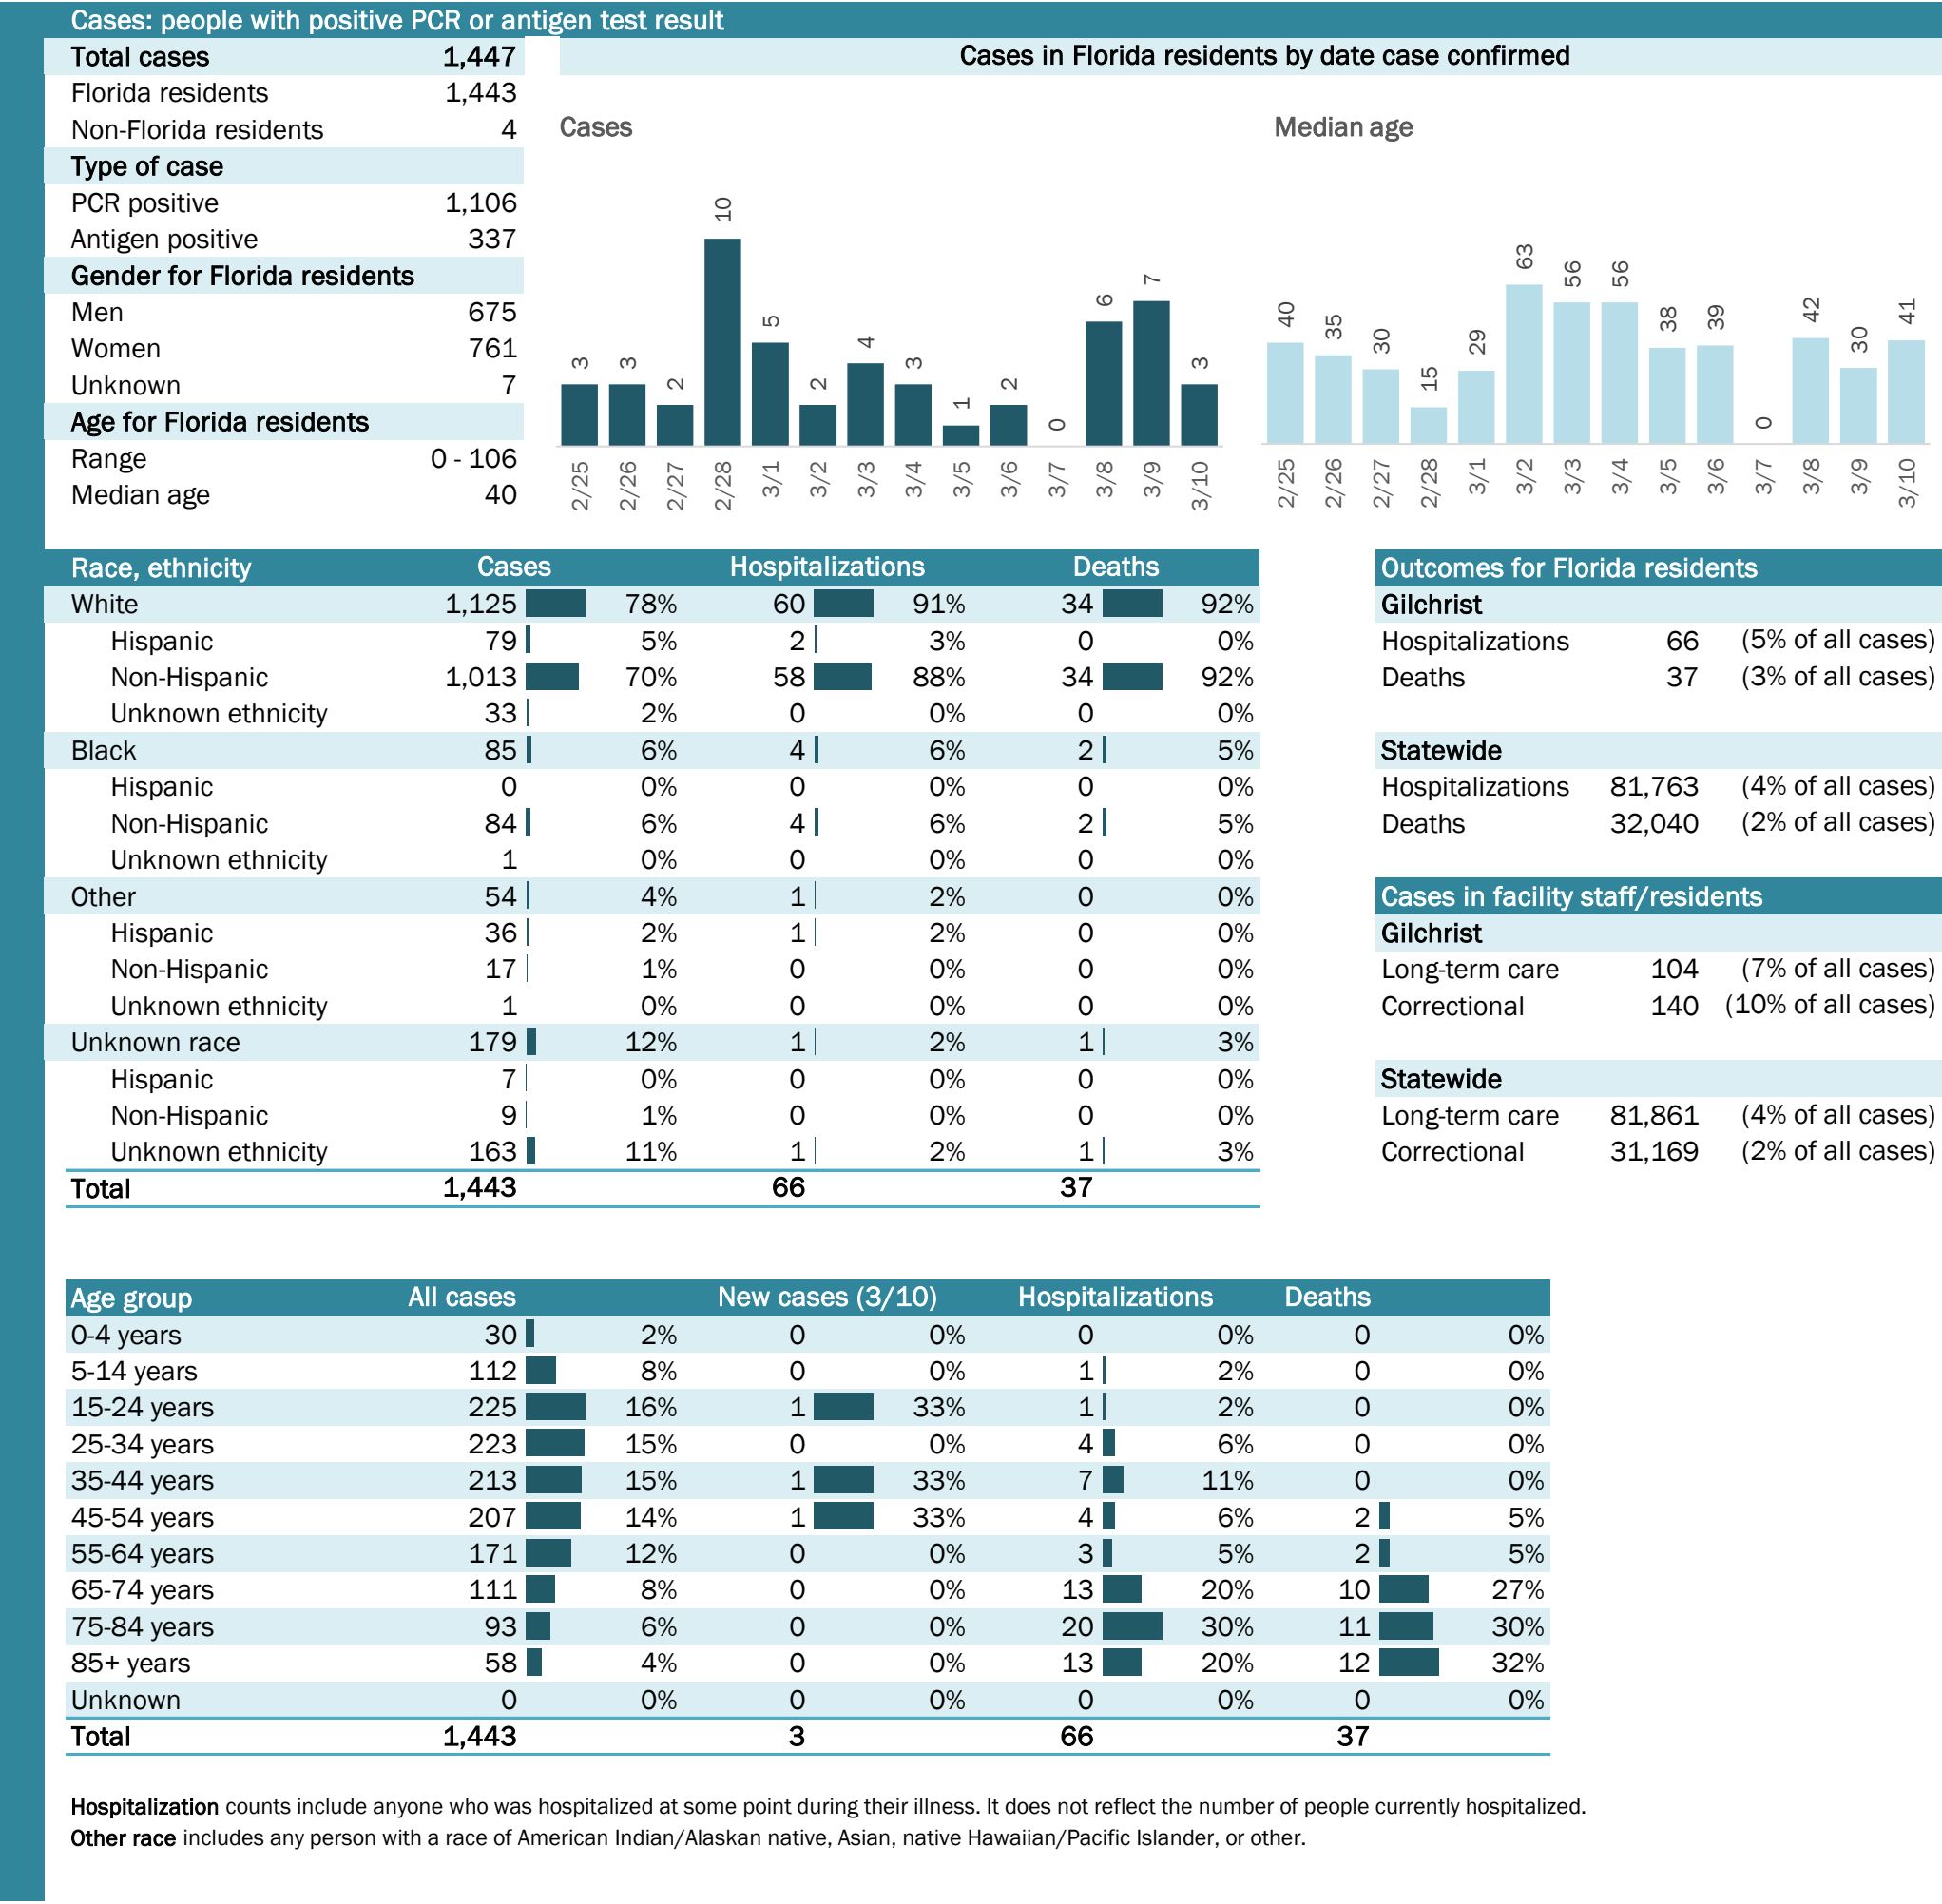 Cases: people with positive PCR or antigen test result
Total cases 1,447
Florida residents 1,443
Non-Florida residents 4
Type of case
PCR positive 1,106
Antigen positive 337
Gender for Florida residents
Men 675
Women 761
Unknown 7
Age for Florida residents
Range 0 - 106
Median age 40
Cases in Florida residents by date case confirmed
Cases
3 3 2 10 5 2 4 3 1 2 0 6 7 3
2/25 2/26 2/27 2/28 3/1 3/2 3/3 3/4 3/5 3/6 3/7 3/8 3/9 3/10
Median age
40 35 30 15 29 63 56 56 38 39 0 42 30 41
2/25 2/26 2/27 2/28 3/1 3/2 3/3 3/4 3/5 3/6 3/7 3/8 3/9 3/10
Race, ethnicity Cases Hospitalizations Deaths
White 1,125 78% 60 91% 34 92%
Hispanic 79 5% 2 3% 0 0%
Non-Hispanic 1,013 70% 58 88% 34 92%
Unknown ethnicity 33 2% 0 0% 0 0%
Black 85 6% 4 6% 2 5%
Hispanic 0 0% 0 0% 0 0%
Non-Hispanic 84 6% 4 6% 2 5%
Unknown ethnicity 1 0% 0 0% 0 0%
Other 54 4% 1 2% 0 0%
Hispanic 36 2% 1 2% 0 0%
Non-Hispanic 17 1% 0 0% 0 0%
Unknown ethnicity 1 0% 0 0% 0 0%
Unknown race 179 12% 1 2% 1 3%
Hispanic 7 0% 0 0% 0 0%
Non-Hispanic 9 1% 0 0% 0 0%
Unknown ethnicity 163 11% 1 2% 1 3%
Total 1,443 66 37
Outcomes for Florida residents
Gilchrist
Hospitalizations 66 (5% of all cases)
Deaths 37 (3% of all cases)
Statewide
Hospitalizations 81,763 (4% of all cases)
Deaths 32,040 (2% of all cases)
Cases in facility staff/residents
Gilchrist
Long-term care 104 (7% of all cases)
Correctional 140 (10% of all cases)
Statewide
Long-term care 81,861 (4% of all cases)
Correctional 31,169 (2% of all cases)
Age group All cases New cases (3/10) Hospitalizations Deaths
0-4 years 30 2% 0 0% 0 0% 0 0%
5-14 years 112 8% 0 0% 1 2% 0 0%
15-24 years 225 16% 1 33% 1 2% 0 0%
25-34 years 223 15% 0 0% 4 6% 0 0%
35-44 years 213 15% 1 33% 7 11% 0 0%
45-54 years 207 14% 1 33% 4 6% 2 5%
55-64 years 171 12% 0 0% 3 5% 2 5%
65-74 years 111 8% 0 0% 13 20% 10 27%
75-84 years 93 6% 0 0% 20 30% 11 30%
85+ years 58 4% 0 0% 13 20% 12 32%
Unknown 0 0% 0 0% 0 0% 0 0%
Total 1,443 3 66 37
Hospitalization counts include anyone who was hospitalized at some point during their illness. It does not reflect the number of people currently hospitalized.
Other race includes any person with a race of American Indian/Alaskan native, Asian, native Hawaiian/Pacific Islander, or other.